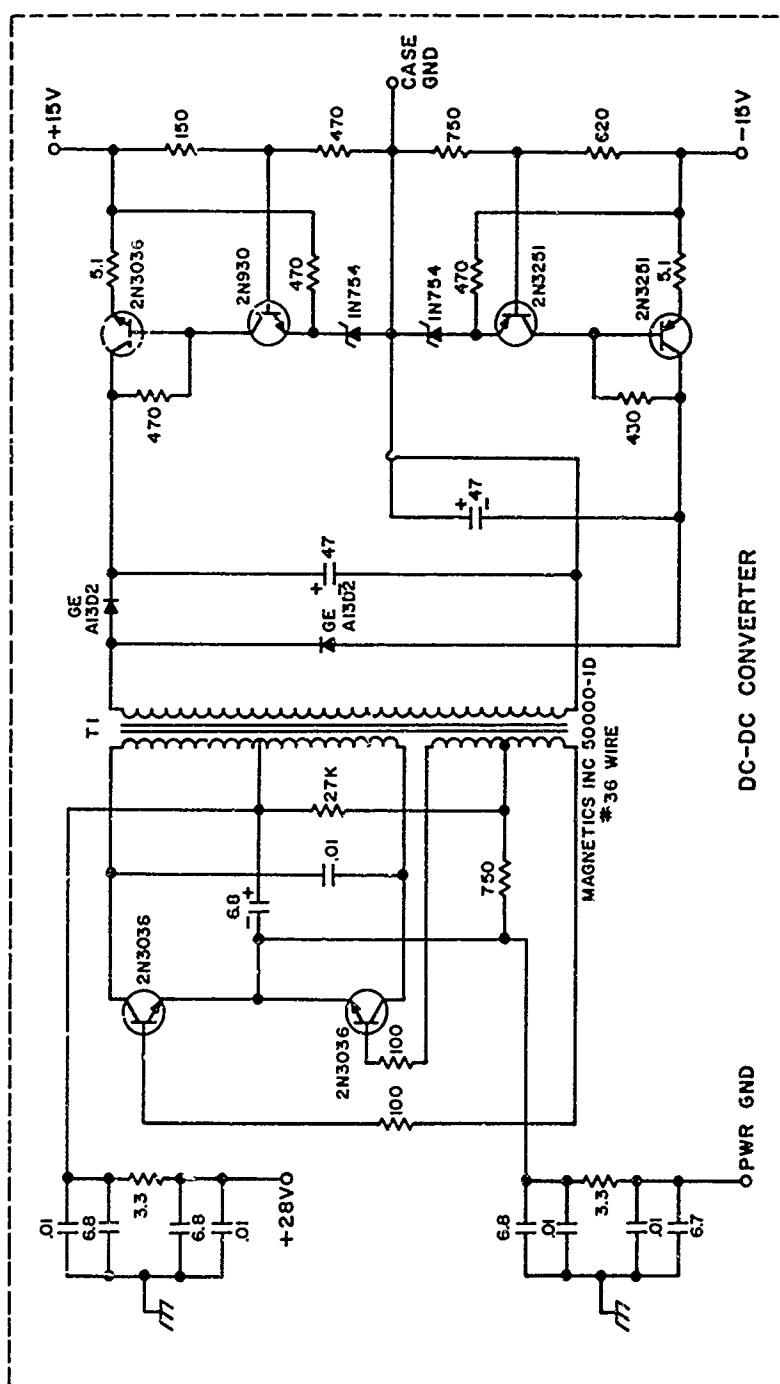 +15V
150
5.1
2N3036
470
2N930
470
470
1N754
CASE
GND
1N754
470
750
2N3251
620
2N3251
5.1
430
-15V
GE
A13D2
47
+
-
GE
A13D2
+
47
-
T1
MAGNETICS INC 50000-1D
#36 WIRE
27K
.01
6.8
+
-
750
2N3036
2N3036
100
100
.01
6.8
3.3
6.8
.01
+28V
6.8
.01
3.3
.01
6.7
PWR GND
DC-DC CONVERTER